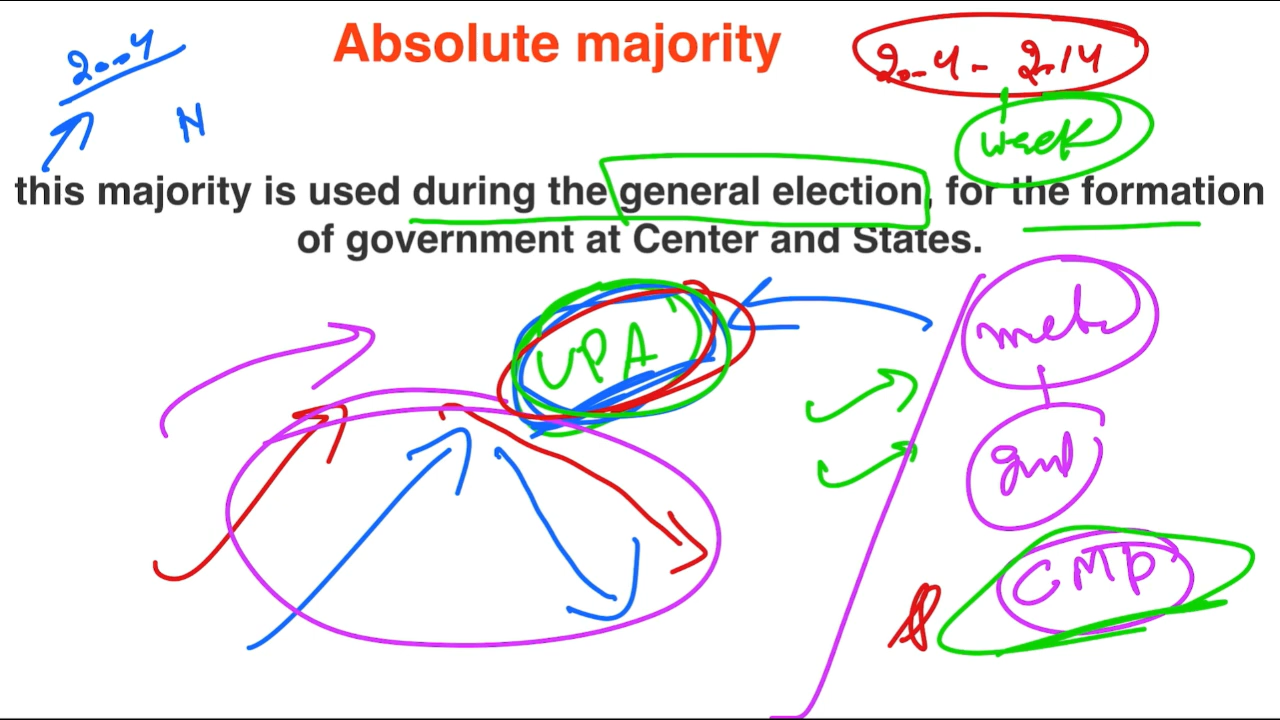 Absolute majority
2004
2004 - 2014
N
week
this majority is used during the general election, for the formation
of government at Center and States.
UPA
CMP